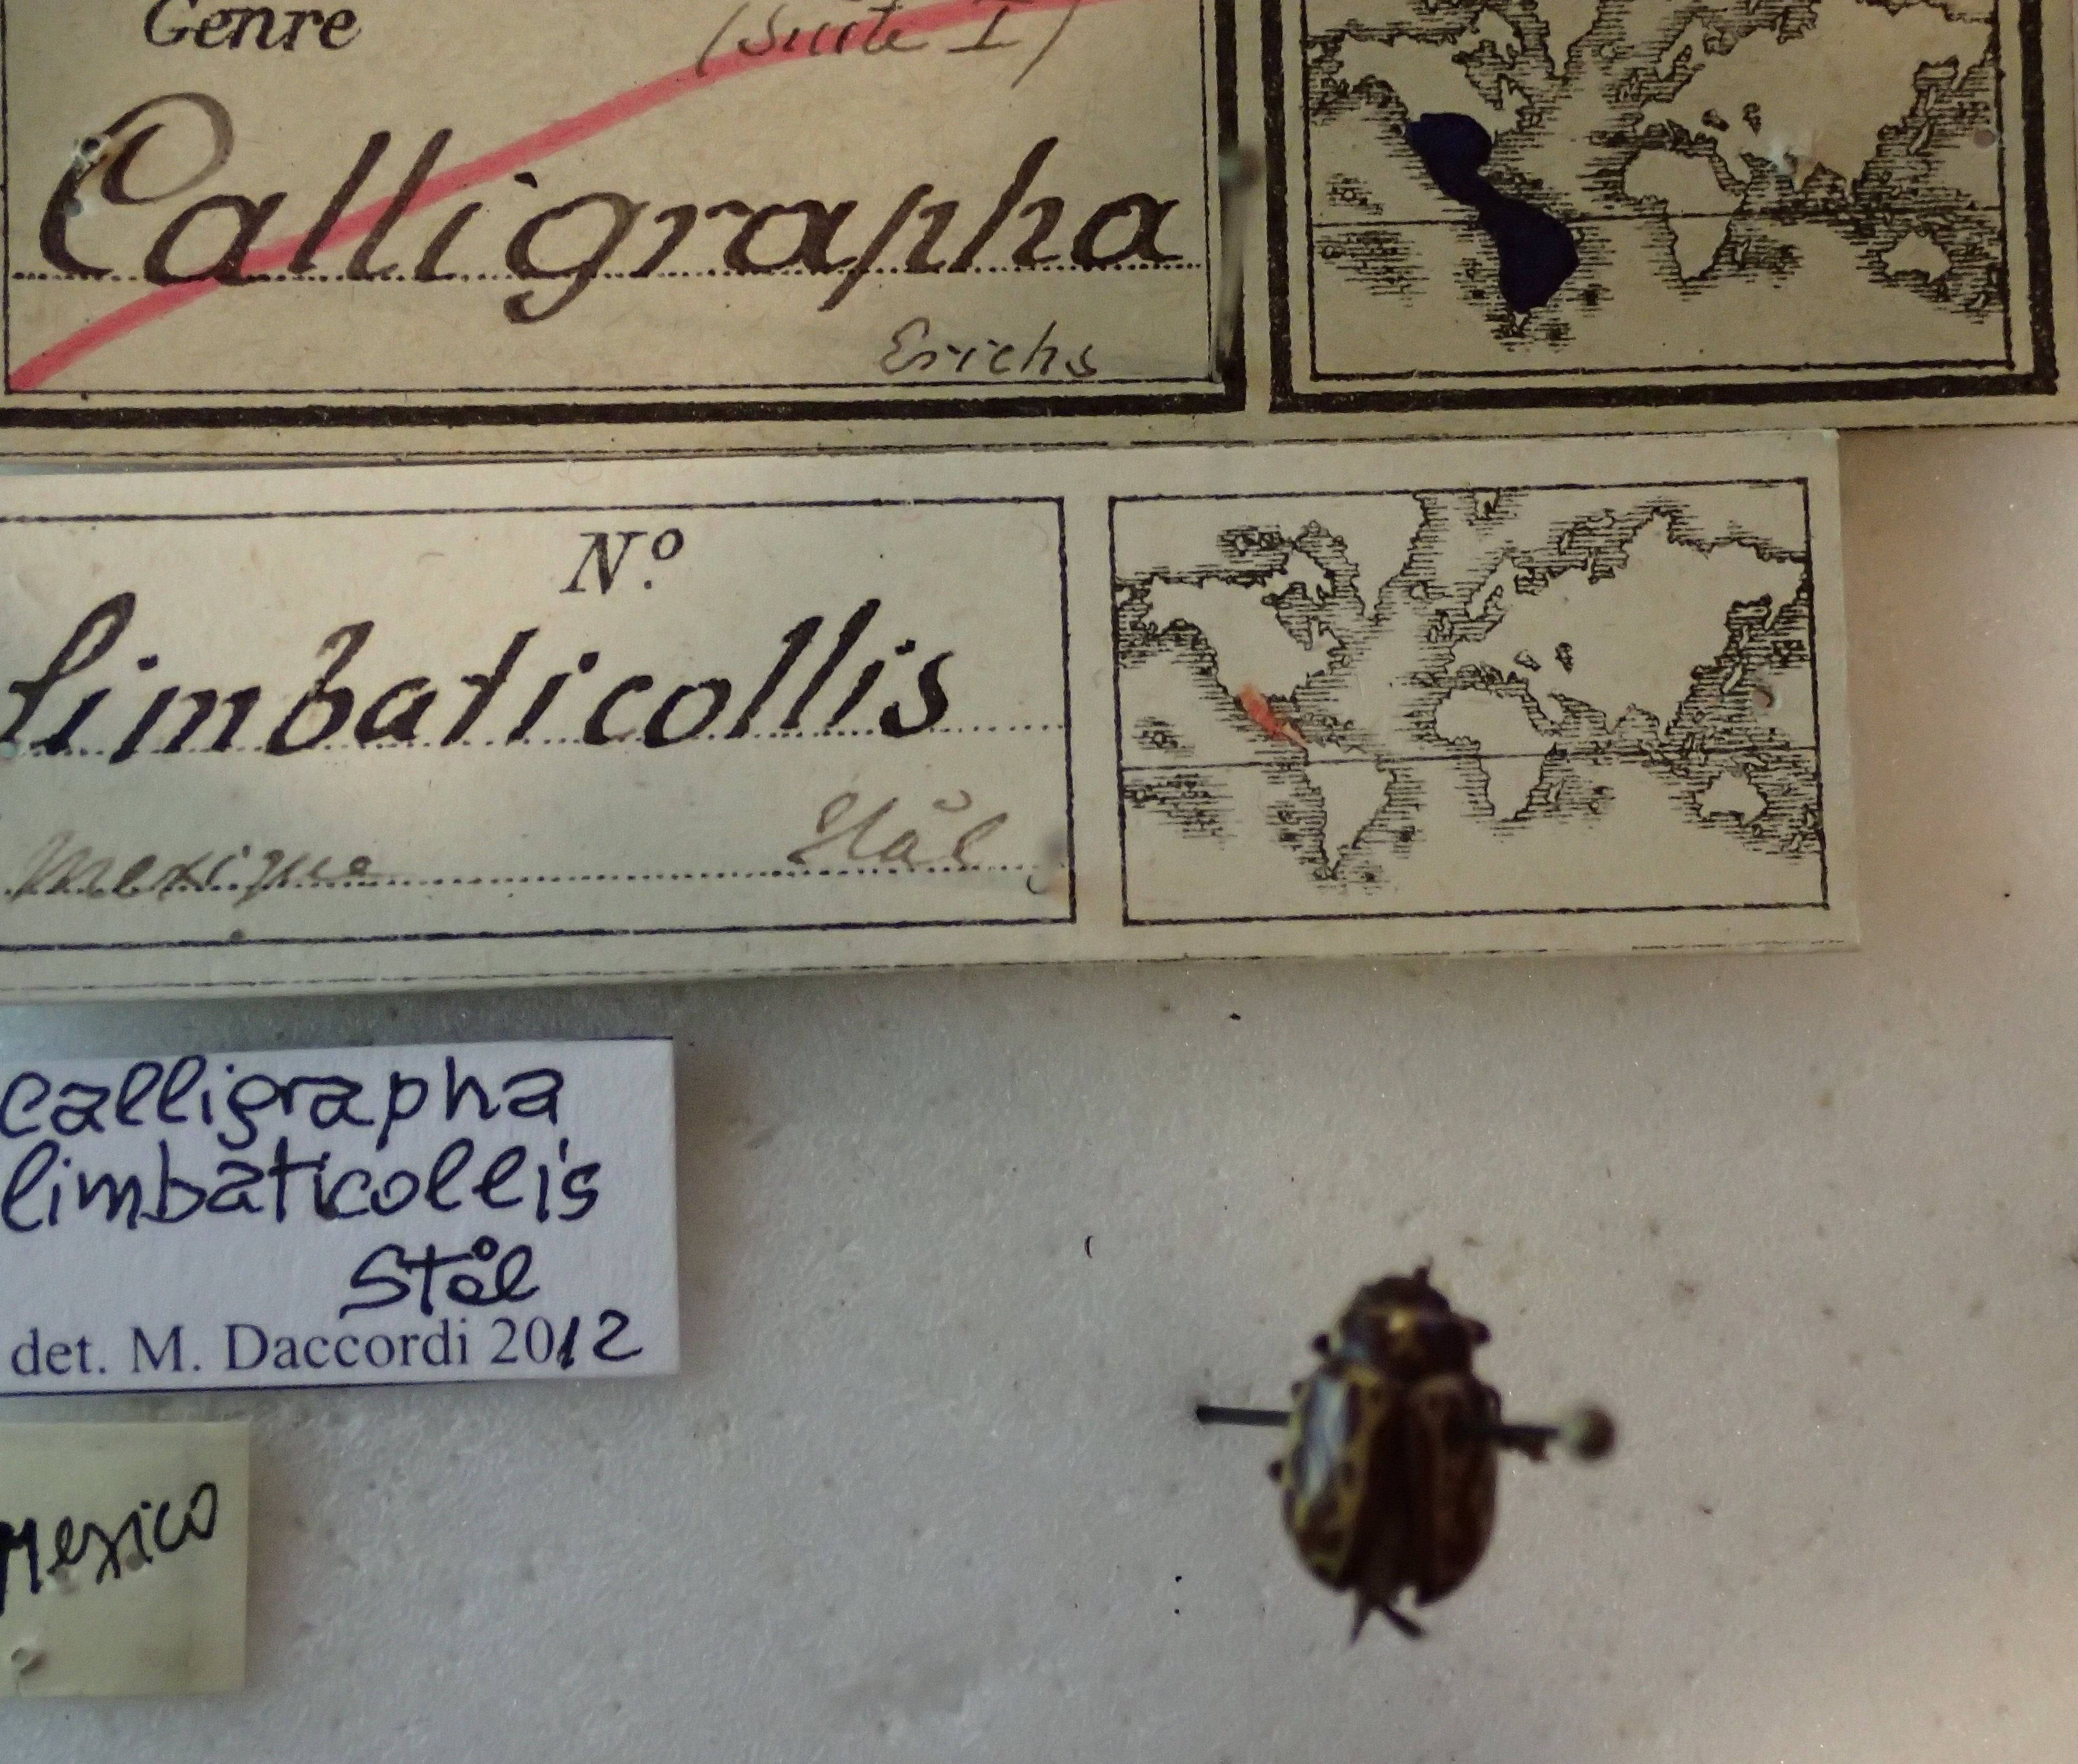 Genre (Suite I)
Calligrapha
Erichs
N.º
limbaticollis
Mexique Stål
Calligrapha
limbaticollis
Stål
det. M. Daccordi 2012
Mexico